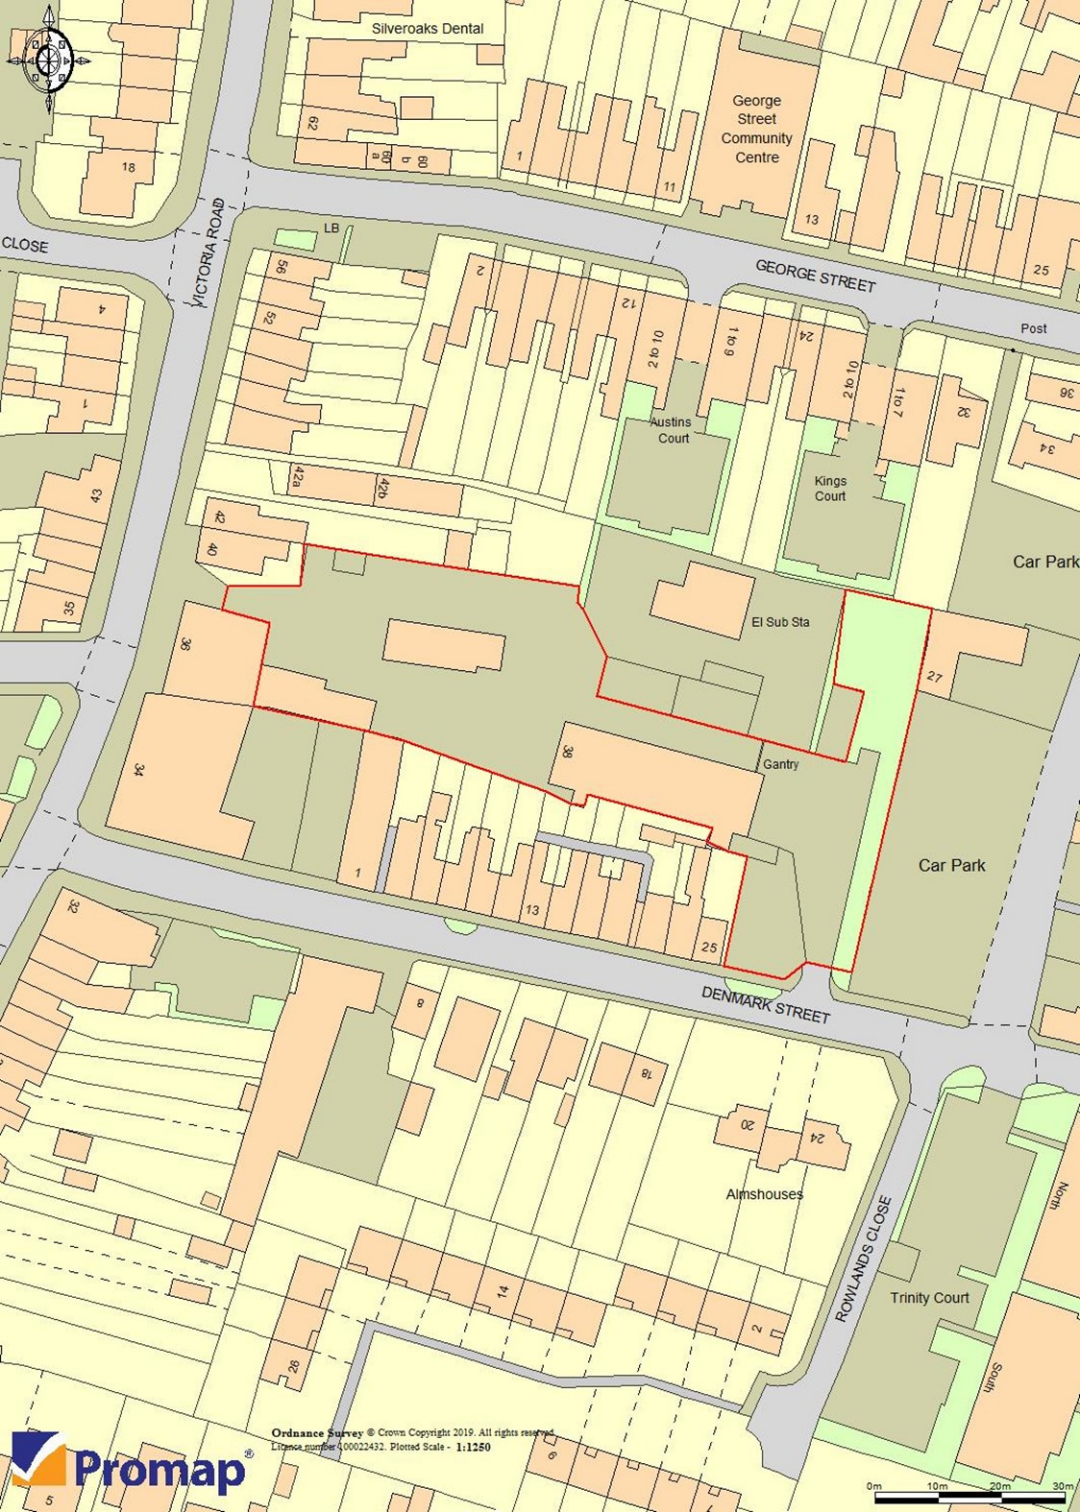 Silveroaks Dental
62
60
a
b
60
1
11
George
Street
Community
Centre
13
25
18
VICTORIA ROAD
CLOSE
LB
GEORGE STREET
Post
56
52
2
12
2 to 10
1 to 9
24
2 to 10
1 to 7
32
36
34
4
1
Austins
Court
Kings
Court
43
42a
42b
42
40
Car Park
35
36
El Sub Sta
27
34
38
Gantry
1
13
25
Car Park
32
DENMARK STREET
8
18
20
24
Almshouses
ROWLANDS CLOSE
North
Trinity Court
South
14
2
26
6
5
Ordnance Survey © Crown Copyright 2019. All rights reserved.
Licence number 100022432. Plotted Scale - 1:1250
Promap®
0m 10m 20m 30m